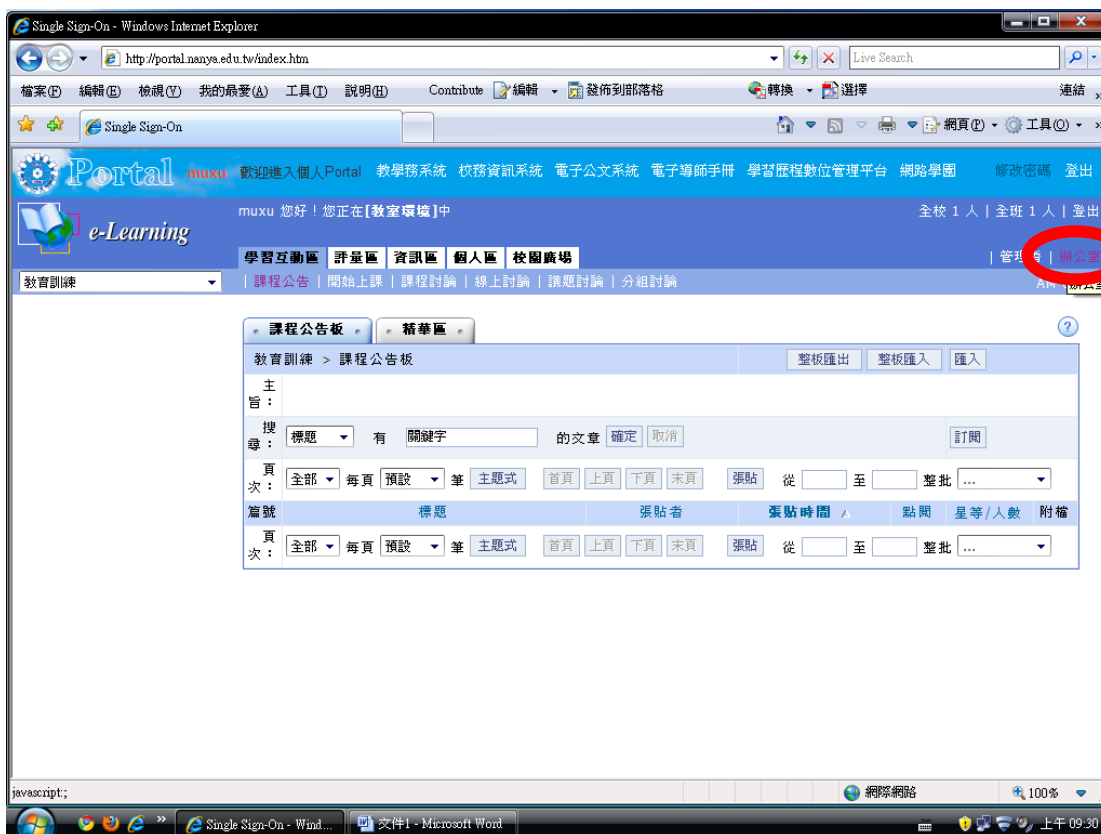 Single Sign-On - Windows Internet Explorer
http://portal.nanya.edu.tw/index.htm Live Search
檔案(F) 編輯(E) 檢視(V) 我的最愛(A) 工具(T) 說明(H) Contribute 編輯 發佈到部落格 轉換 選擇 連結 »
Single Sign-On 網頁(P) 工具(O) »
Portal muxu 歡迎進入個人Portal 教學務系統 校務資訊系統 電子公文系統 電子導師手冊 學習歷程數位管理平台 網路學園 修改密碼 登出
e-Learning muxu 您好！您正在[教室環境]中 全校 1 人 | 全班 1 人 | 登出
學習互動區 評量區 資訊區 個人區 校園廣場 | 管理者 | 辦公室
教育訓練 | 課程公告 | 開始上課 | 課程討論 | 線上討論 | 議題討論 | 分組討論 AM 辦公室
課程公告板 精華區 ?
教育訓練 > 課程公告板 整板匯出 整板匯入 匯入
主旨：
搜尋： 標題 有 關鍵字 的文章 確定 取消 訂閱
頁次： 全部 每頁 預設 筆 主題式 首頁 上頁 下頁 末頁 張貼 從 至 整批 ...
篇號 標題 張貼者 張貼時間 點閱 星等/人數 附檔
頁次： 全部 每頁 預設 筆 主題式 首頁 上頁 下頁 末頁 張貼 從 至 整批 ...
javascript:; 網際網路 100%
» Single Sign-On - Wind... 文件1 - Microsoft Word 上午 09:30